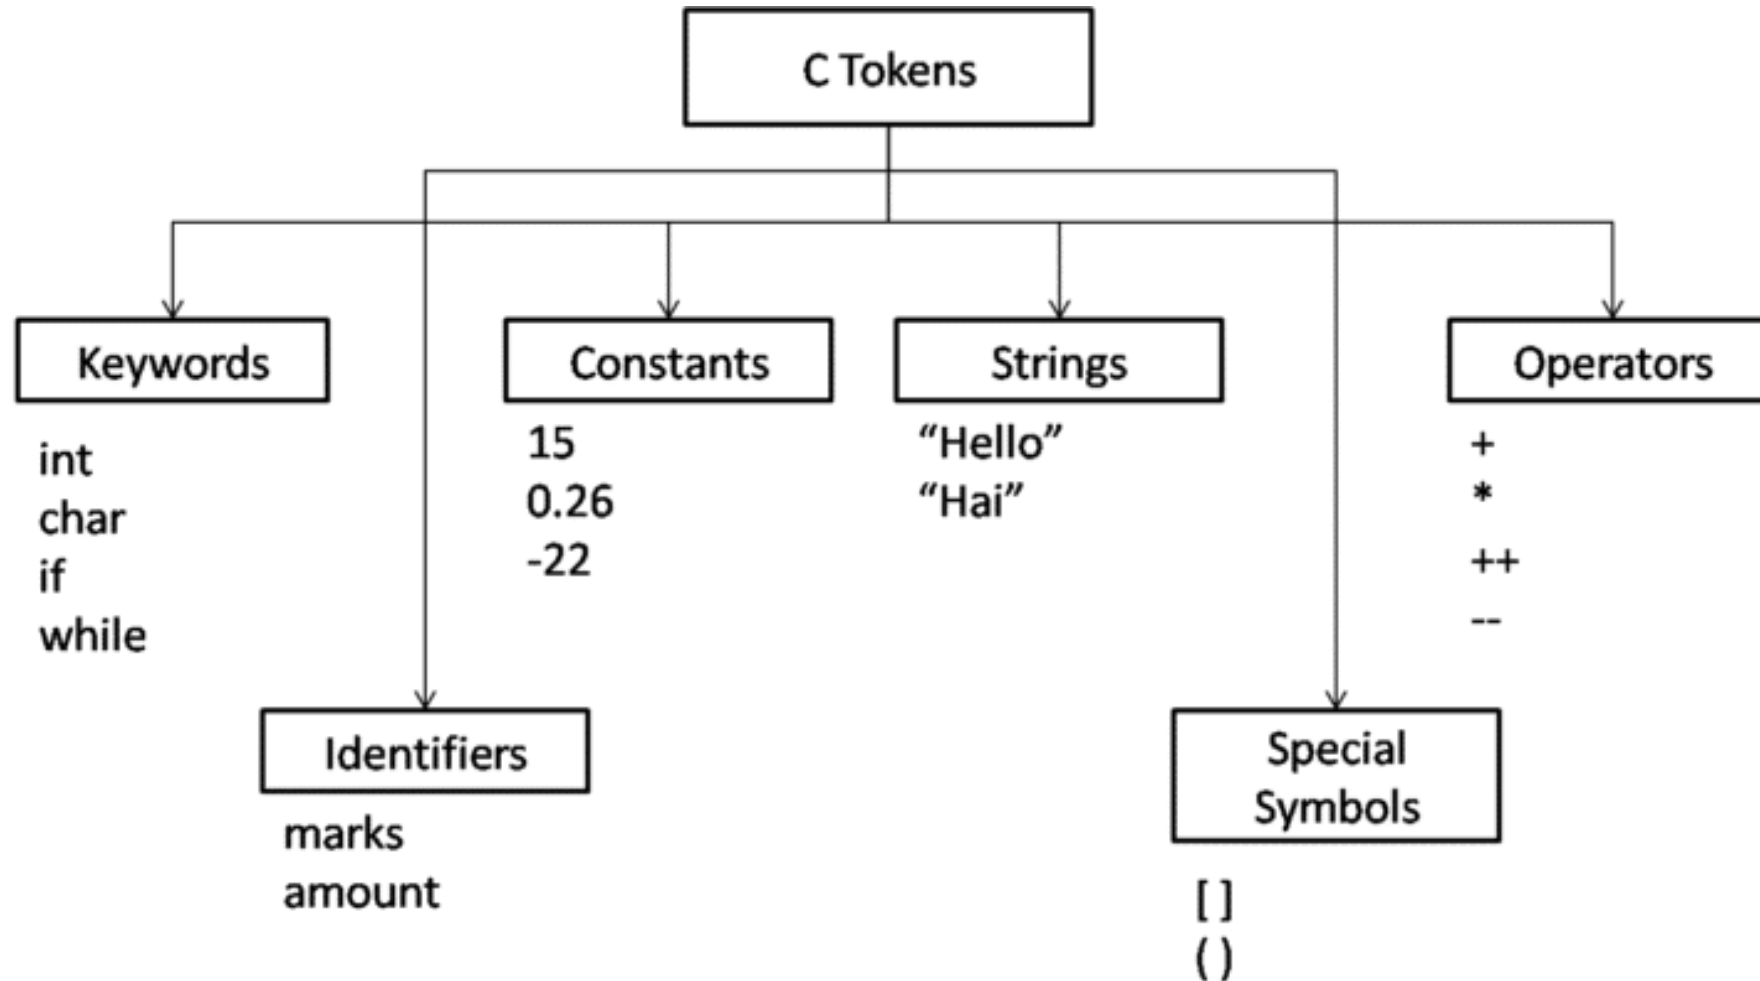 C Tokens
Keywords
int
char
if
while
Identifiers
marks
amount
Constants
15
0.26
-22
Strings
“Hello”
“Hai”
Special
Symbols
[ ]
( )
Operators
+
*
++
--